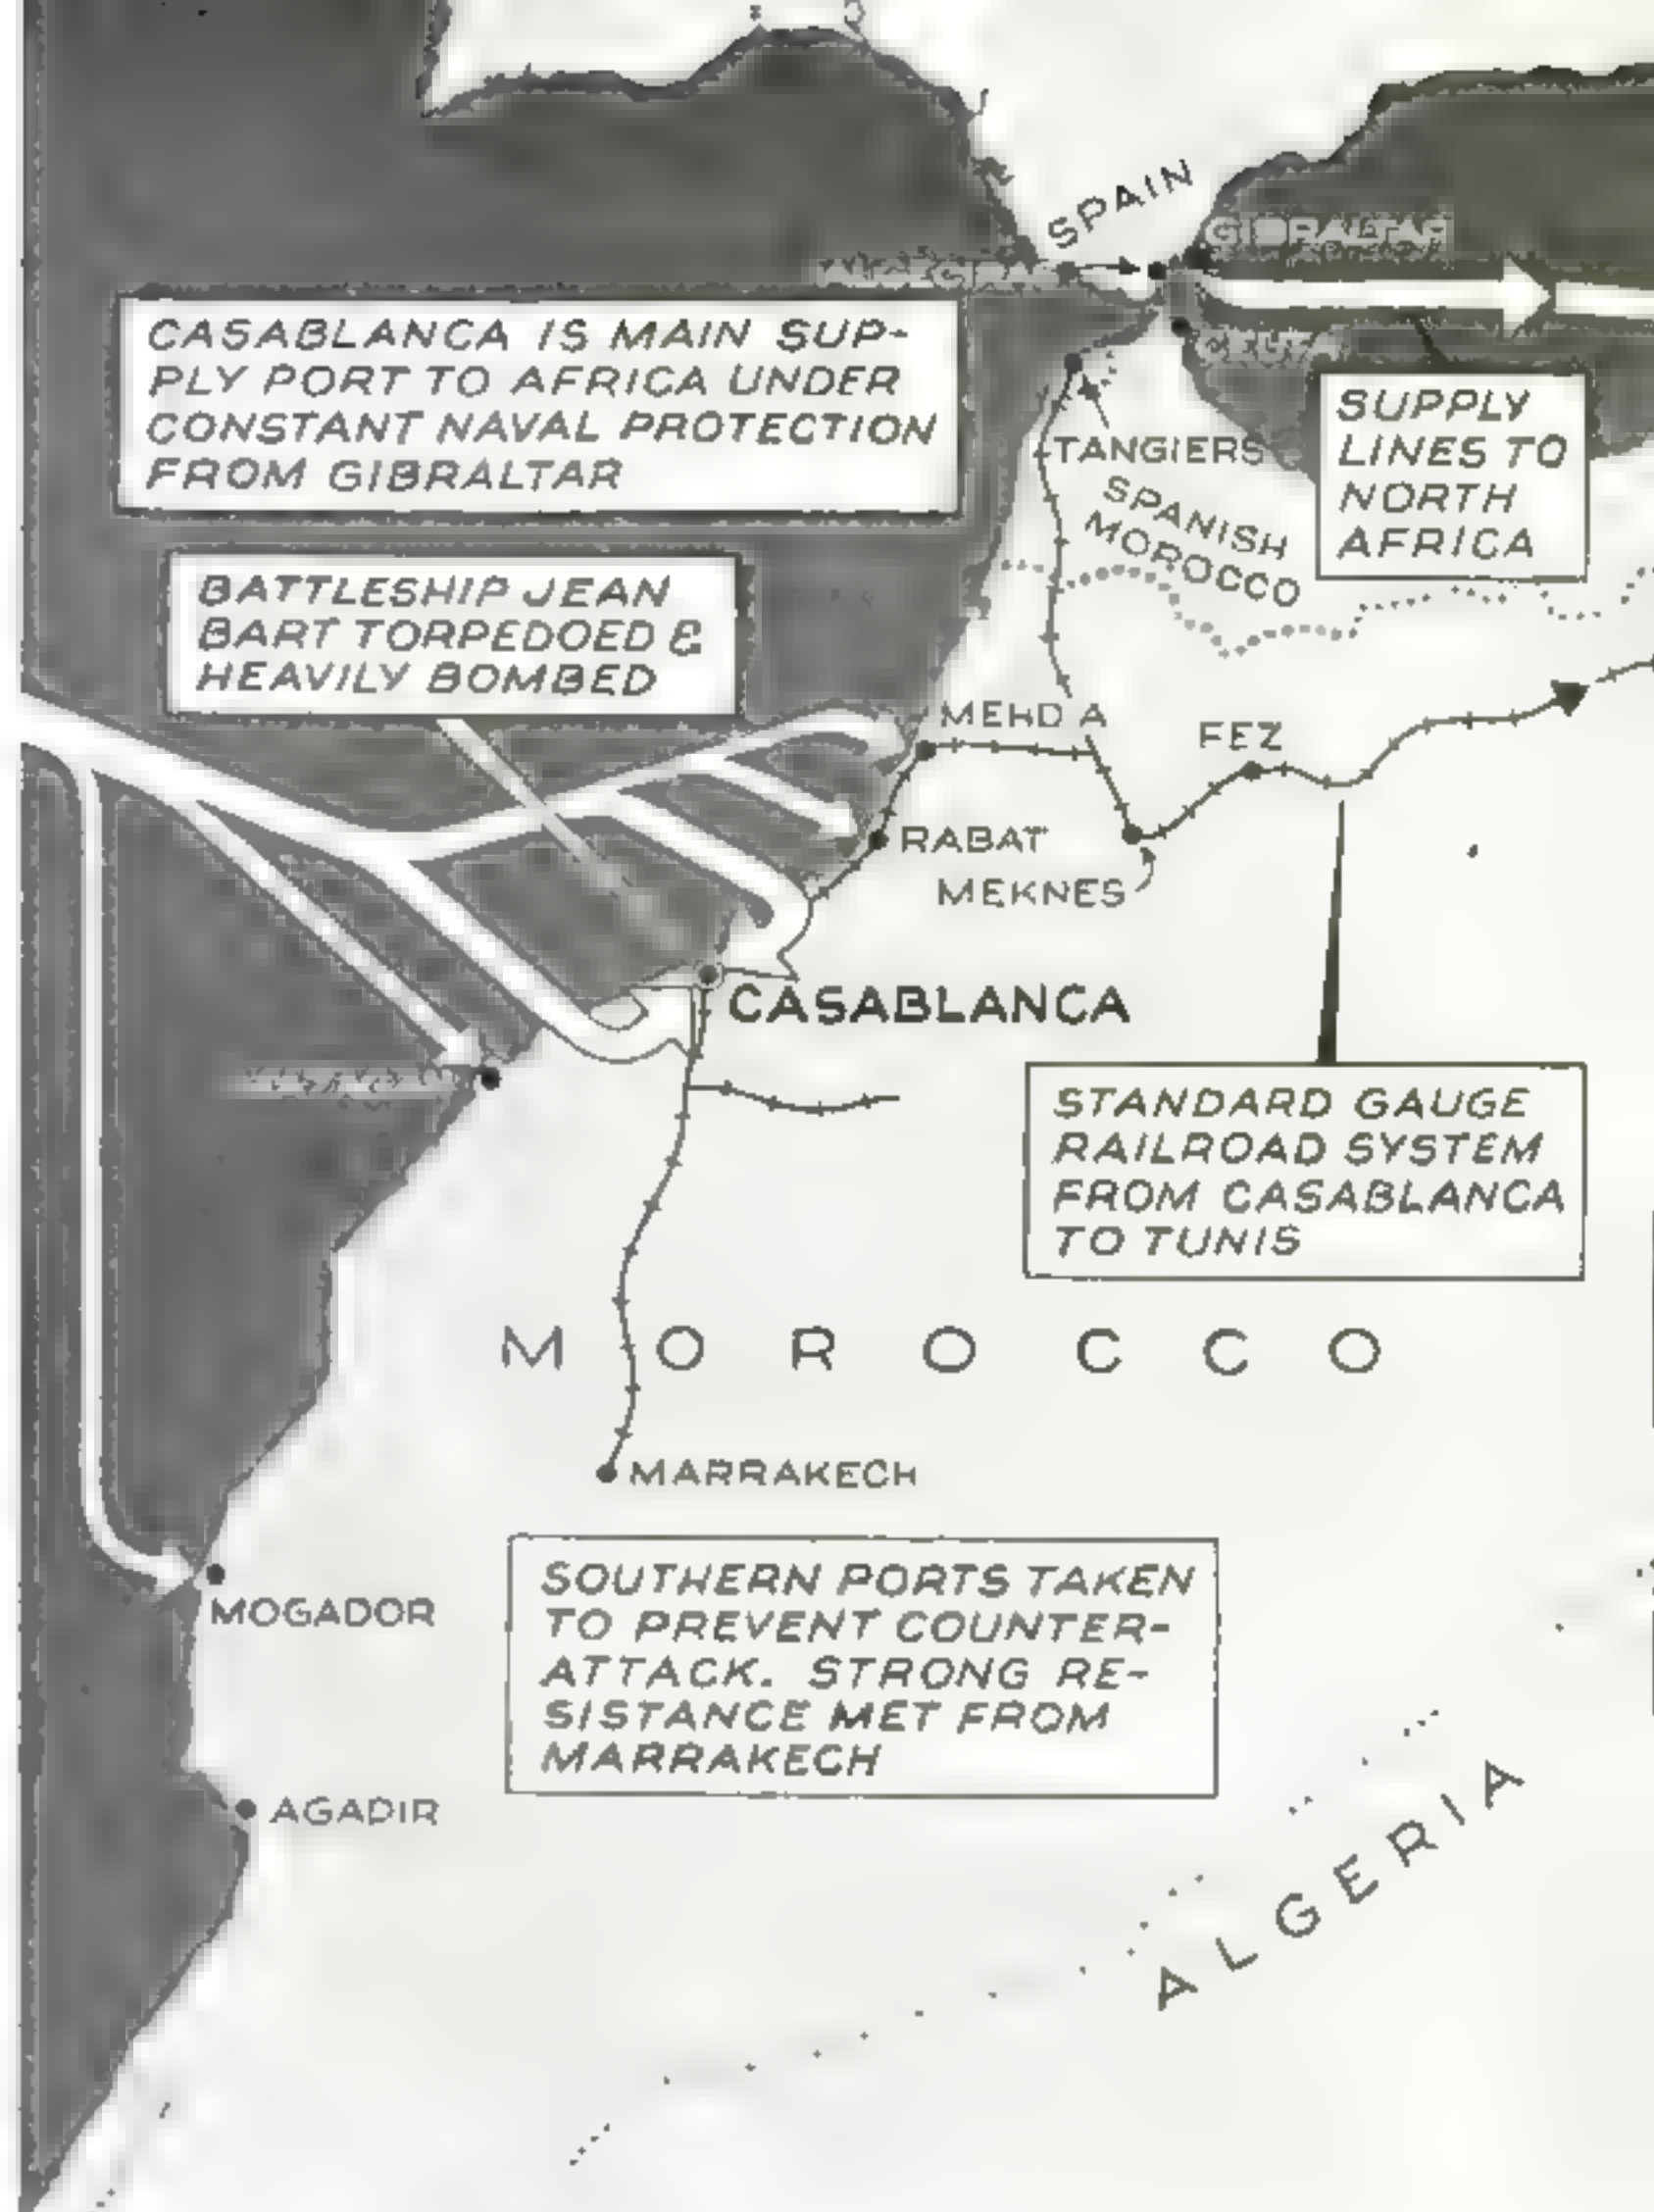 SPAIN
GIBRALTAR
CEUTA
CASABLANCA IS MAIN SUP-
PLY PORT TO AFRICA UNDER
CONSTANT NAVAL PROTECTION
FROM GIBRALTAR
SUPPLY
LINES TO
NORTH
AFRICA
TANGIERS
SPANISH
MOROCCO
BATTLESHIP JEAN
BART TORPEDOED &
HEAVILY BOMBED
MEHD A
FEZ
RABAT
MEKNES
CASABLANCA
STANDARD GAUGE
RAILROAD SYSTEM
FROM CASABLANCA
TO TUNIS
MOROCCO
MARRAKECH
MOGADOR
SOUTHERN PORTS TAKEN
TO PREVENT COUNTER-
ATTACK. STRONG RE-
SISTANCE MET FROM
MARRAKECH
AGADIR
ALGERIA